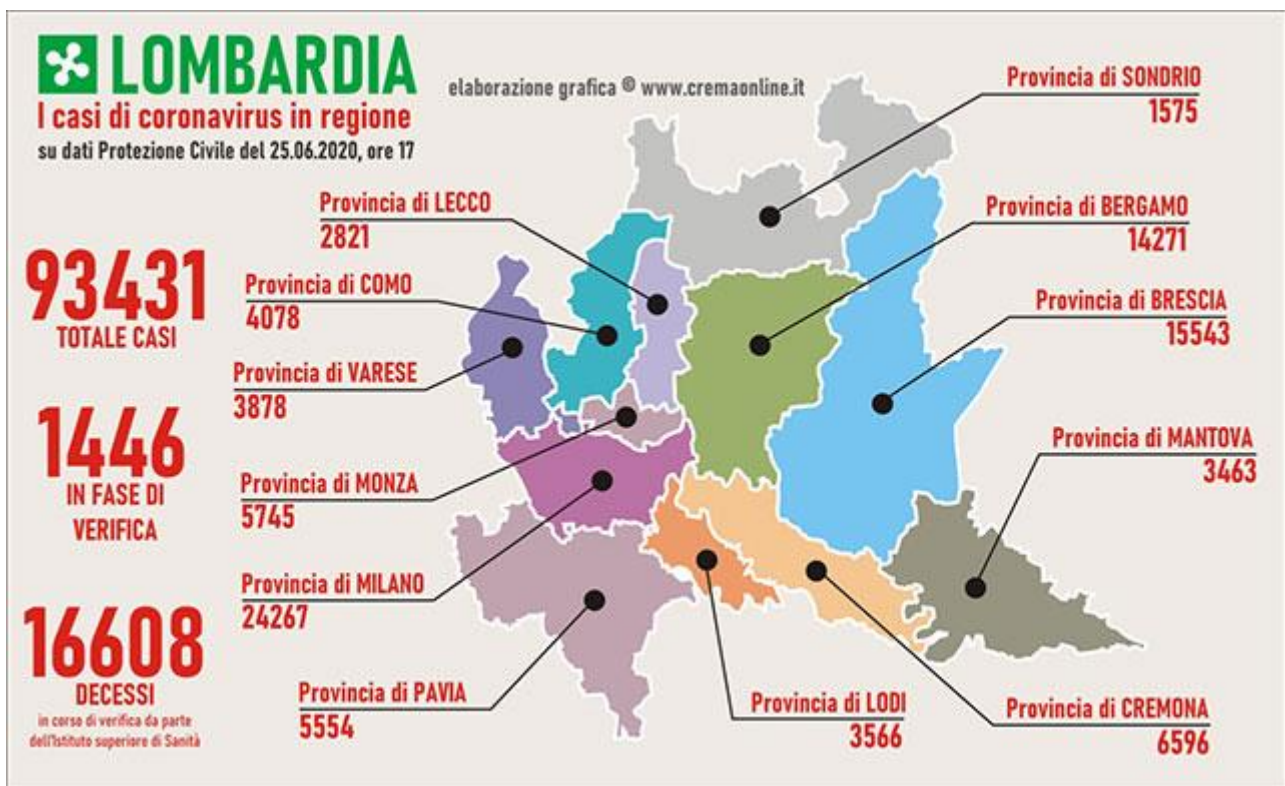 LOMBARDIA
I casi di coronavirus in regione
su dati Protezione Civile del 25.06.2020, ore 17
elaborazione grafica © www.cremaonline.it
93431
TOTALE CASI
1446
IN FASE DI
VERIFICA
16608
DECESSI
in corso di verifica da parte
dell'Istituto superiore di Sanità
Provincia di LECCO
2821
Provincia di COMO
4078
Provincia di VARESE
3878
Provincia di MONZA
5745
Provincia di MILANO
24267
Provincia di PAVIA
5554
Provincia di SONDRIO
1575
Provincia di BERGAMO
14271
Provincia di BRESCIA
15543
Provincia di MANTOVA
3463
Provincia di LODI
3566
Provincia di CREMONA
6596